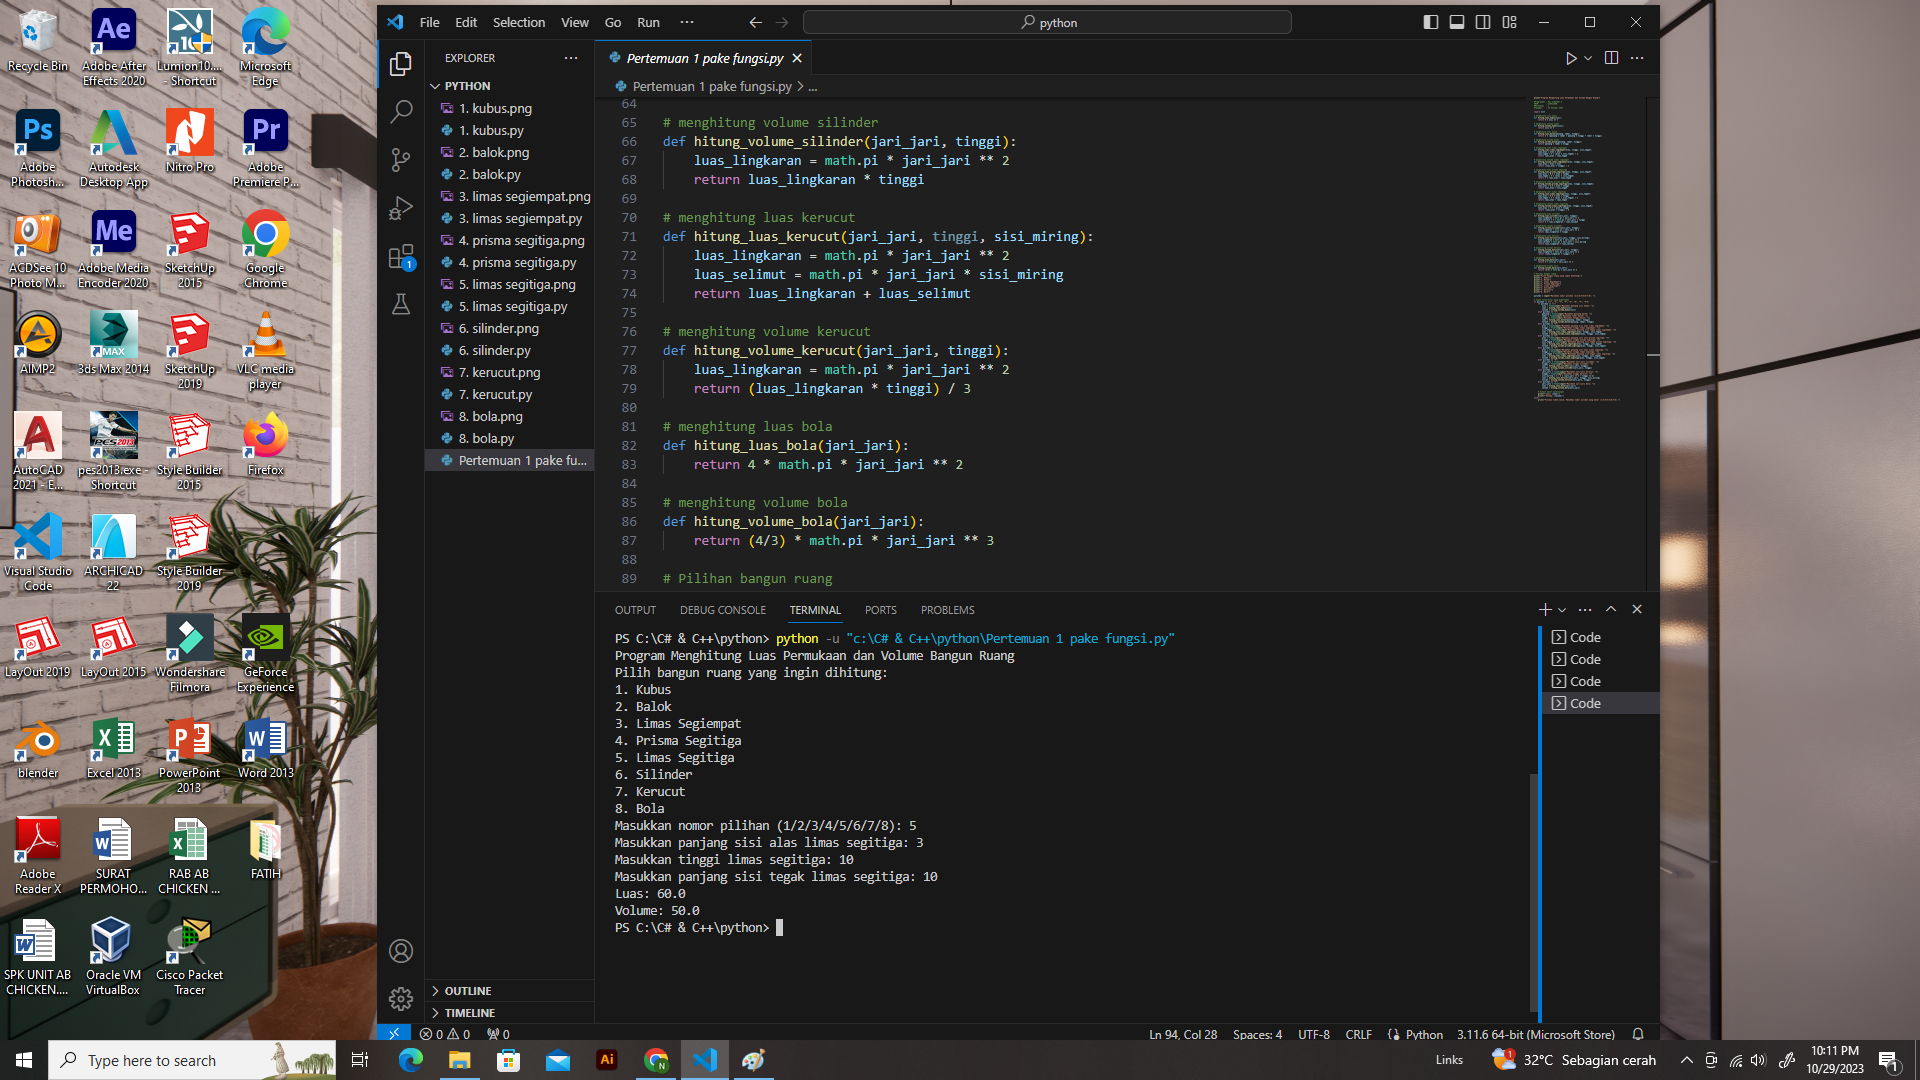 Recycle Bin
Adobe After Effects 2020
Lumion10.... - Shortcut
Microsoft Edge
Adobe Photosh...
Autodesk Desktop App
Nitro Pro
Adobe Premiere P...
ACDSee 10 Photo M...
Adobe Media Encoder 2020
SketchUp 2015
Google Chrome
AIMP2
3ds Max 2014
SketchUp 2019
VLC media player
AutoCAD 2021 - E...
pes2013.exe - Shortcut
Style Builder 2015
Firefox
Visual Studio Code
ARCHICAD 22
Style Builder 2019
LayOut 2019
LayOut 2015
Wondershare Filmora
GeForce Experience
blender
Excel 2013
PowerPoint 2013
Word 2013
Adobe Reader X
SURAT PERMOHO...
RAB AB CHICKEN ...
FATIH
SPK UNIT AB CHICKEN....
Oracle VM VirtualBox
Cisco Packet Tracer
File Edit Selection View Go Run ···
python
EXPLORER
PYTHON
1. kubus.png
1. kubus.py
2. balok.png
2. balok.py
3. limas segiempat.png
3. limas segiempat.py
4. prisma segitiga.png
4. prisma segitiga.py
5. limas segitiga.png
5. limas segitiga.py
6. silinder.png
6. silinder.py
7. kerucut.png
7. kerucut.py
8. bola.png
8. bola.py
Pertemuan 1 pake fu...
OUTLINE
TIMELINE
Pertemuan 1 pake fungsi.py
Pertemuan 1 pake fungsi.py > ...
64
65 # menghitung volume silinder
66 def hitung_volume_silinder(jari_jari, tinggi):
67 luas_lingkaran = math.pi * jari_jari ** 2
68 return luas_lingkaran * tinggi
69
70 # menghitung luas kerucut
71 def hitung_luas_kerucut(jari_jari, tinggi, sisi_miring):
72 luas_lingkaran = math.pi * jari_jari ** 2
73 luas_selimut = math.pi * jari_jari * sisi_miring
74 return luas_lingkaran + luas_selimut
75
76 # menghitung volume kerucut
77 def hitung_volume_kerucut(jari_jari, tinggi):
78 luas_lingkaran = math.pi * jari_jari ** 2
79 return (luas_lingkaran * tinggi) / 3
80
81 # menghitung luas bola
82 def hitung_luas_bola(jari_jari):
83 return 4 * math.pi * jari_jari ** 2
84
85 # menghitung volume bola
86 def hitung_volume_bola(jari_jari):
87 return (4/3) * math.pi * jari_jari ** 3
88
89 # Pilihan bangun ruang
OUTPUT DEBUG CONSOLE TERMINAL PORTS PROBLEMS
PS C:\C# & C++\python> python -u "c:\C# & C++\python\Pertemuan 1 pake fungsi.py"
Program Menghitung Luas Permukaan dan Volume Bangun Ruang
Pilih bangun ruang yang ingin dihitung:
1. Kubus
2. Balok
3. Limas Segiempat
4. Prisma Segitiga
5. Limas Segitiga
6. Silinder
7. Kerucut
8. Bola
Masukkan nomor pilihan (1/2/3/4/5/6/7/8): 5
Masukkan panjang sisi alas limas segitiga: 3
Masukkan tinggi limas segitiga: 10
Masukkan panjang sisi tegak limas segitiga: 10
Luas: 60.0
Volume: 50.0
PS C:\C# & C++\python>
Code
Code
Code
Code
0 0 0
Ln 94, Col 28 Spaces: 4 UTF-8 CRLF Python 3.11.6 64-bit (Microsoft Store)
Type here to search
Links
32°C Sebagian cerah
10:11 PM
10/29/2023